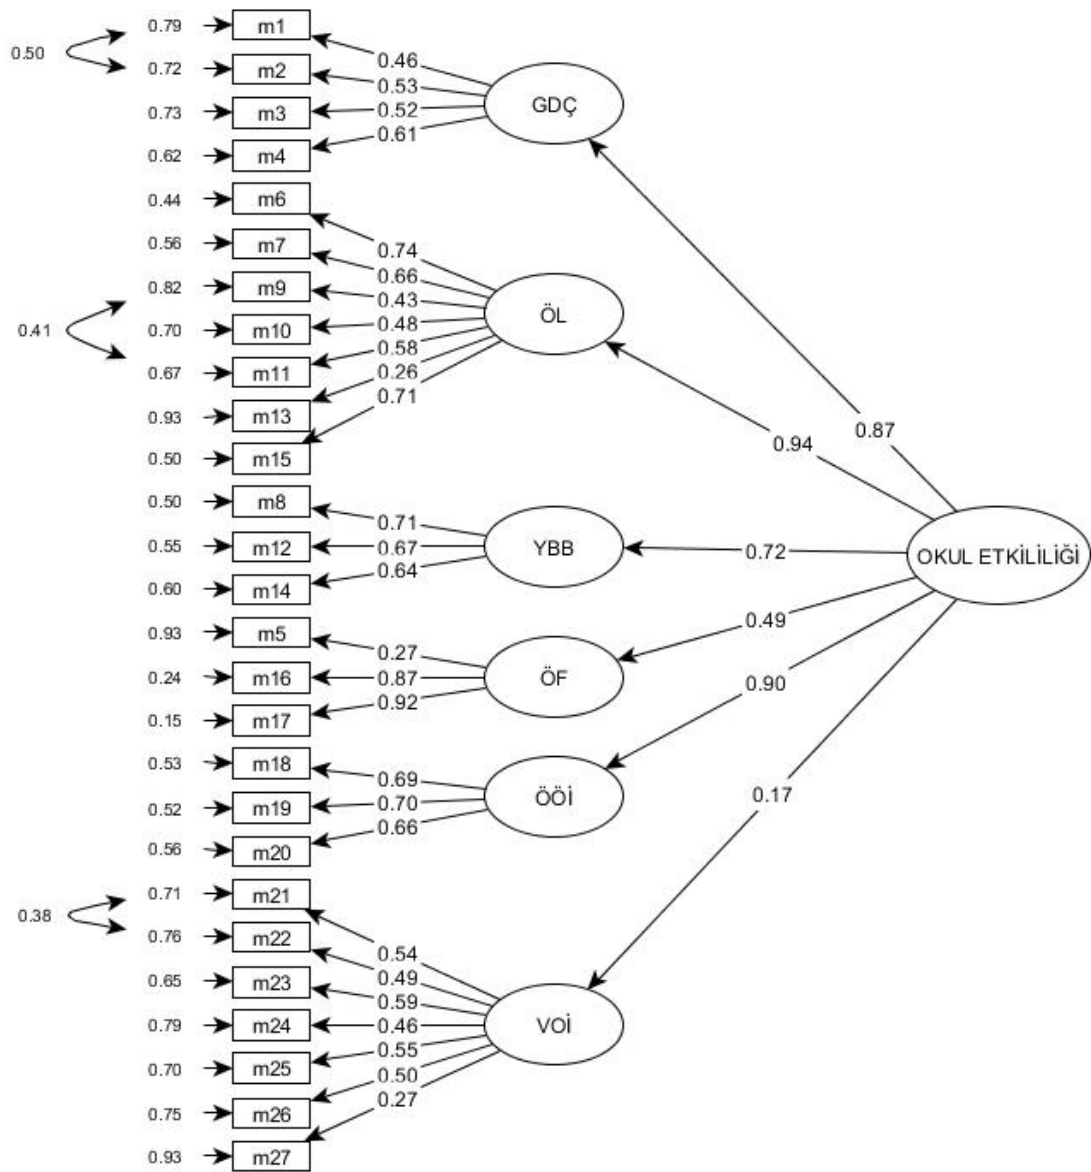 0.79 m1
0.50
0.46
0.72 m2
0.53
GDÇ
0.73 m3
0.52
0.61
0.62 m4
0.44 m6
0.56 m7
0.74
0.66
0.82 m9
0.43
ÖL
0.41
0.70 m10
0.48
0.58
0.67 m11
0.26
0.71
0.93 m13
0.87
0.94
0.50 m15
0.50 m8
0.71
0.55 m12
0.67
YBB
0.72
OKUL ETKİLİLİĞİ
0.64
0.60 m14
0.93 m5
0.49
0.27
0.24 m16
0.87
ÖF
0.90
0.92
0.15 m17
0.53 m18
0.69
0.17
0.52 m19
0.70
ÖÖİ
0.66
0.56 m20
0.71 m21
0.38
0.76 m22
0.54
0.49
0.65 m23
0.59
0.79 m24
0.46
VOİ
0.55
0.70 m25
0.50
0.27
0.75 m26
0.93 m27